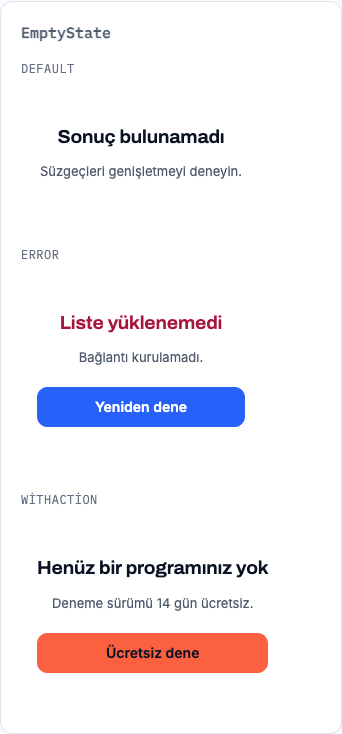 EmptyState
DEFAULT
Sonuç bulunamadı
Süzgeçleri genişletmeyi deneyin.
ERROR
Liste yüklenemedi
Bağlantı kurulamadı.
Yeniden dene
WİTHACTİON
Henüz bir programınız yok
Deneme sürümü 14 gün ücretsiz.
Ücretsiz dene